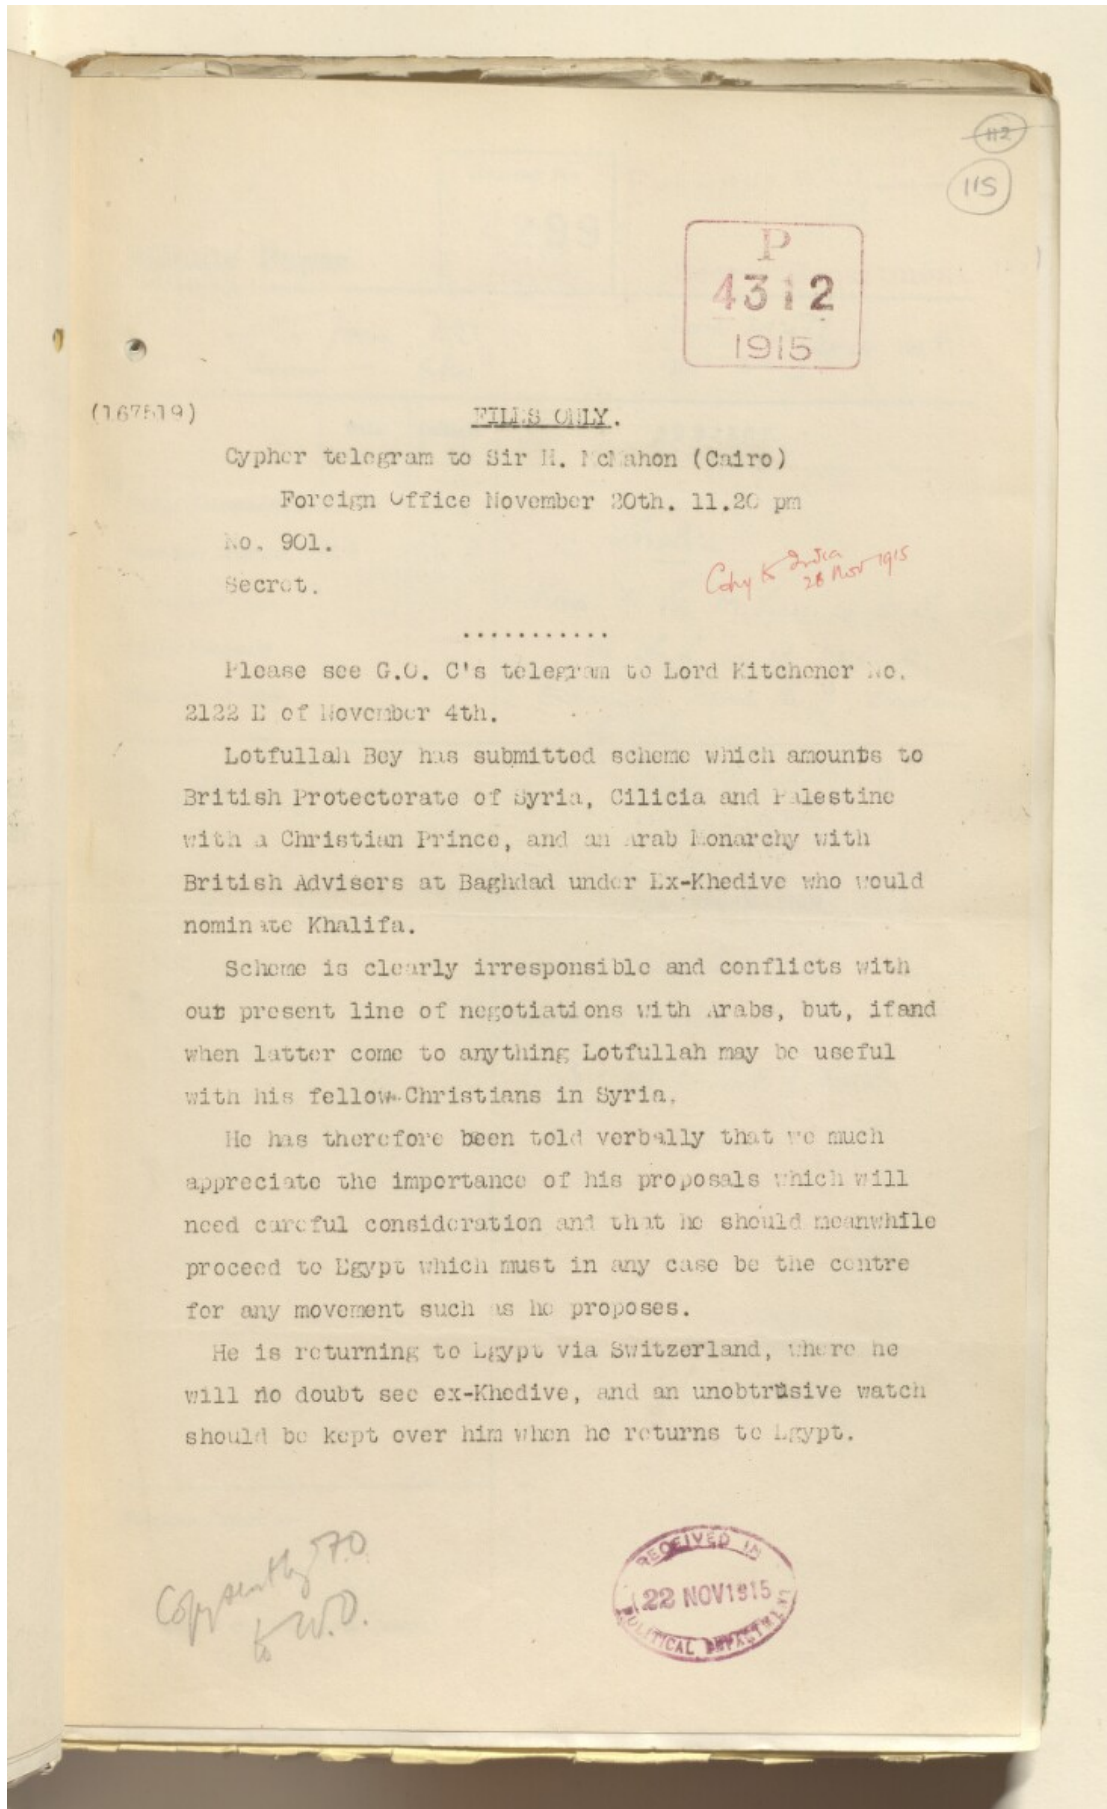 112
115
P
4312
1915
(167519)
FILES ONLY.
Cypher telegram to Sir H. McMahon (Cairo)
Foreign Office November 20th. 11.20 pm
No. 901.
Secret.
Copy to India
26 Nov 1915
...........
Please see G.O. C's telegram to Lord Kitchener No.
2122 E of November 4th.
Lotfullah Bey has submitted scheme which amounts to
British Protectorate of Syria, Cilicia and Palestine
with a Christian Prince, and an Arab Monarchy with
British Advisers at Baghdad under Ex-Khedive who would
nominate Khalifa.
Scheme is clearly irresponsible and conflicts with
our present line of negotiations with Arabs, but, ifand
when latter come to anything Lotfullah may be useful
with his fellow-Christians in Syria.
He has therefore been told verbally that we much
appreciate the importance of his proposals which will
need careful consideration and that he should meanwhile
proceed to Egypt which must in any case be the centre
for any movement such as he proposes.
He is returning to Egypt via Switzerland, where he
will no doubt see ex-Khedive, and an unobtrusive watch
should be kept over him when he returns to Egypt.
Copy sent by F.O.
to W.O.
RECEIVED IN
22 NOV 1915
POLITICAL DEPARTMENT